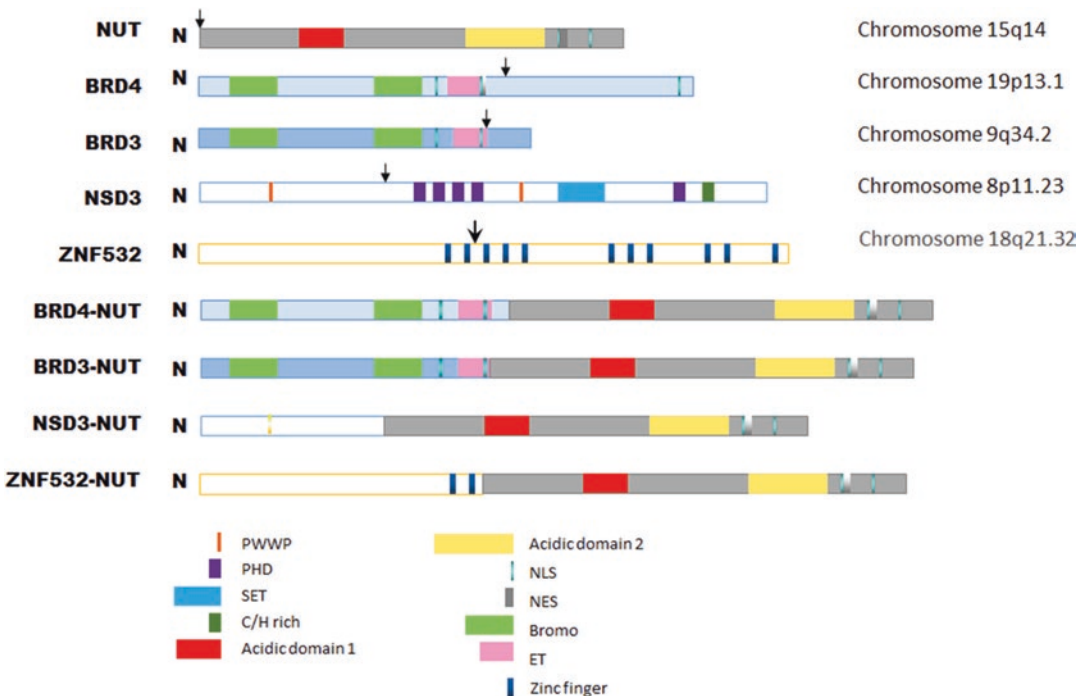 NUT N Chromosome 15q14
BRD4 N Chromosome 19p13.1
BRD3 N Chromosome 9q34.2
NSD3 N Chromosome 8p11.23
ZNF532 N Chromosome 18q21.32
BRD4-NUT N
BRD3-NUT N
NSD3-NUT N
ZNF532-NUT N
PWWP
PHD
SET
C/H rich
Acidic domain 1
Acidic domain 2
NLS
NES
Bromo
ET
Zinc finger